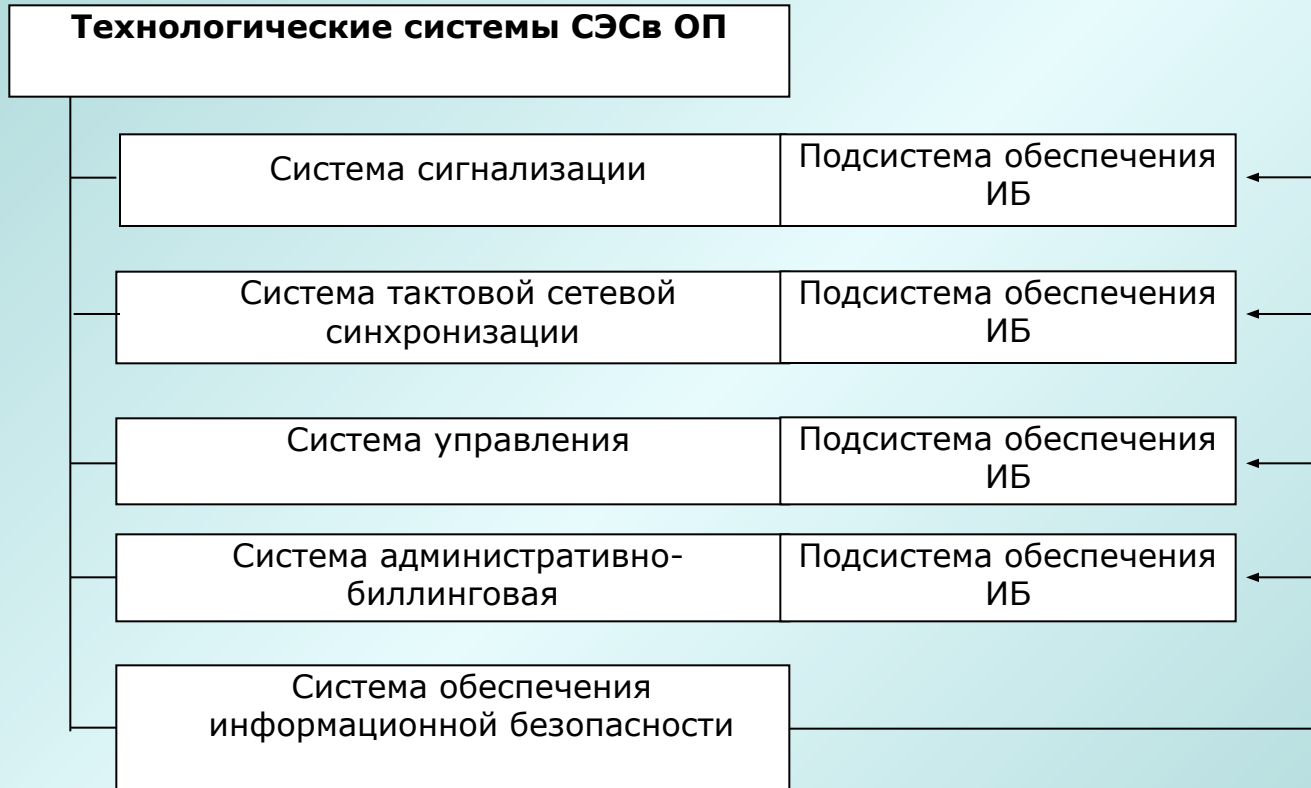 Технологические системы СЭСв ОП
Система сигнализации
Подсистема обеспечения
ИБ
Система тактовой сетевой
синхронизации
Подсистема обеспечения
ИБ
Система управления
Подсистема обеспечения
ИБ
Система административно-
биллинговая
Подсистема обеспечения
ИБ
Система обеспечения
информационной безопасности